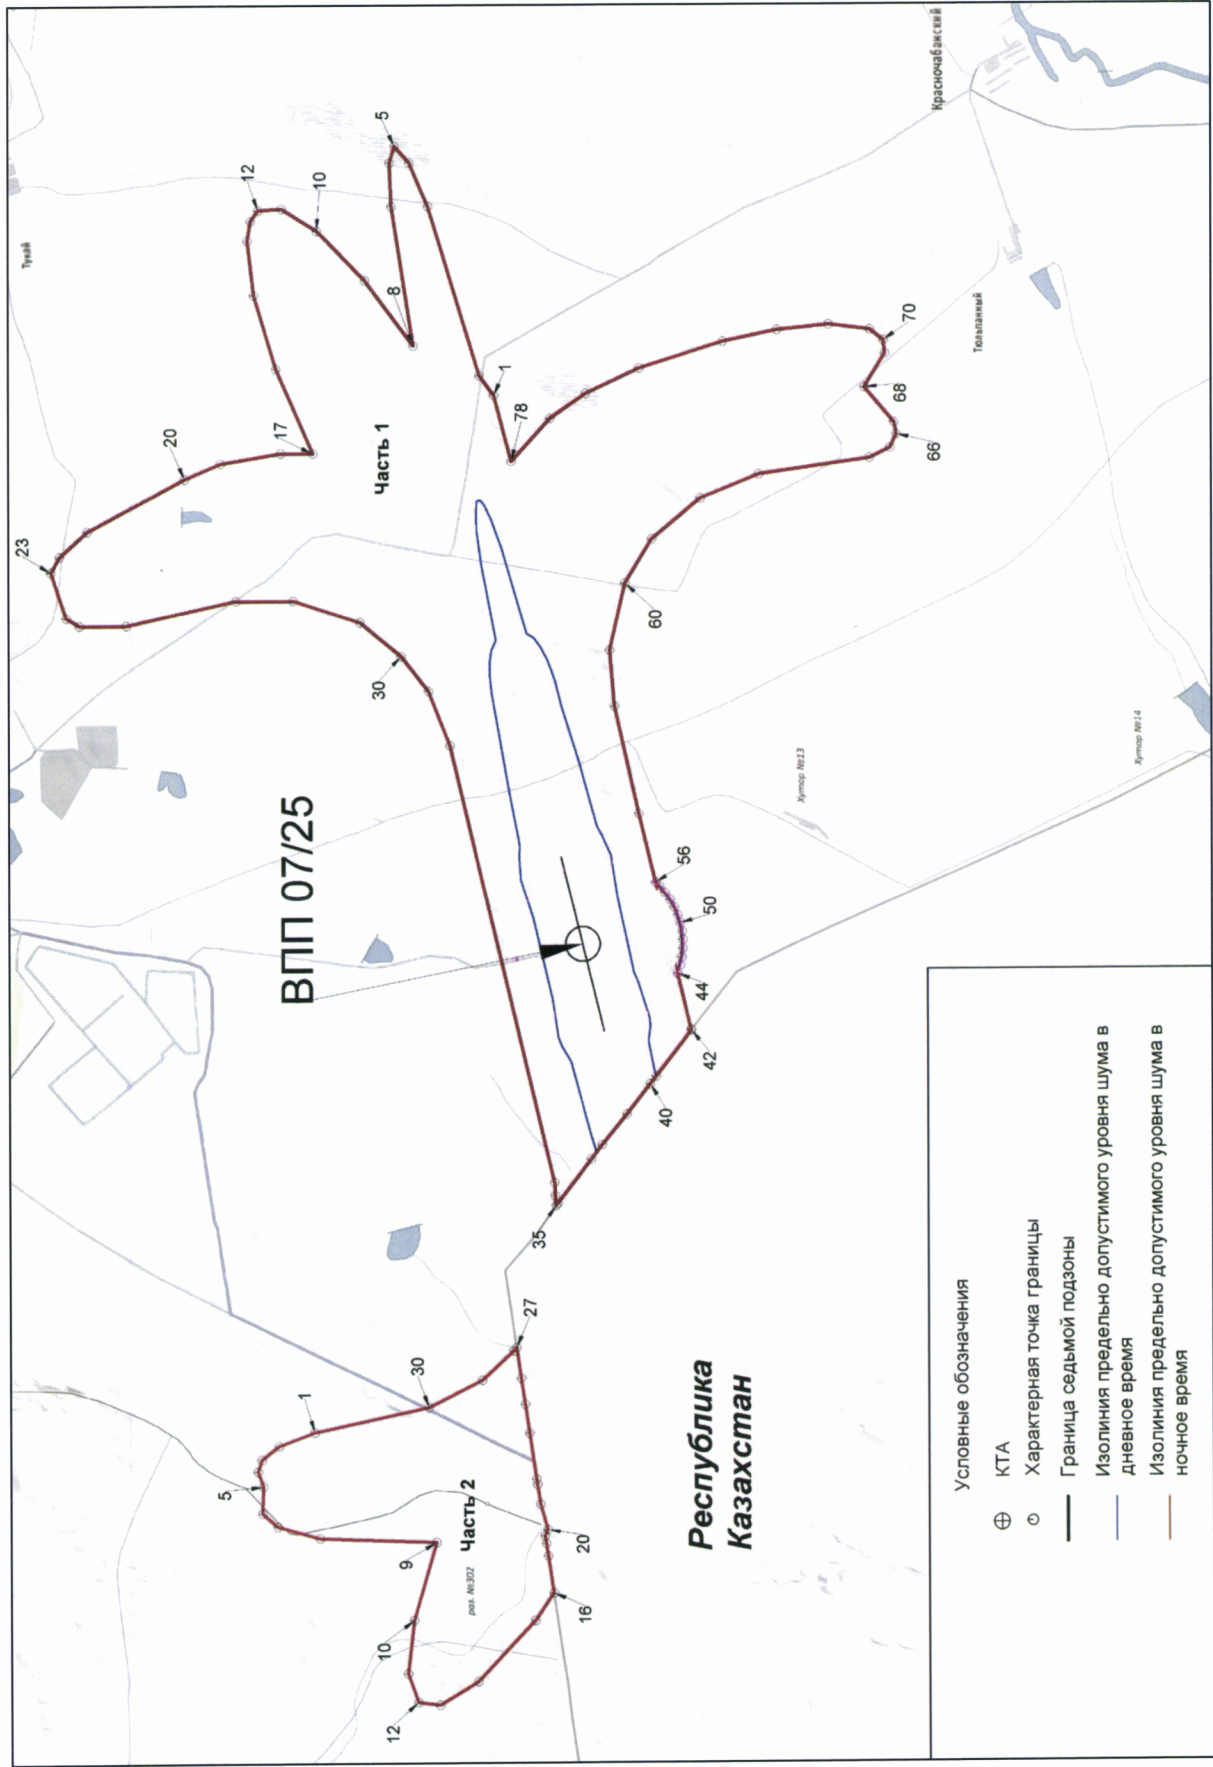 Тукай
Красночабанский
Тюльпанный
Хутор №13
Хутор №14
ВПП 07/25
Часть 1
1
5
8
10
12
17
20
23
30
35
40
42
44
50
56
60
66
68
70
78
Часть 2
раз. №302
1
5
9
10
12
16
20
27
30
Республика
Казахстан
Условные обозначения
КТА
Характерная точка границы
Граница седьмой подзоны
Изолиния предельно допустимого уровня шума в
дневное время
Изолиния предельно допустимого уровня шума в
ночное время